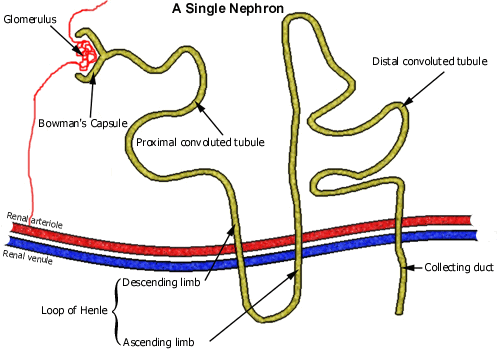 A Single Nephron
Glomerulus
Distal convoluted tubule
Bowman's Capsule
Proximal convoluted tubule
Renal arteriole
Renal venule
Descending limb
Collecting duct
Loop of Henle
Ascending limb